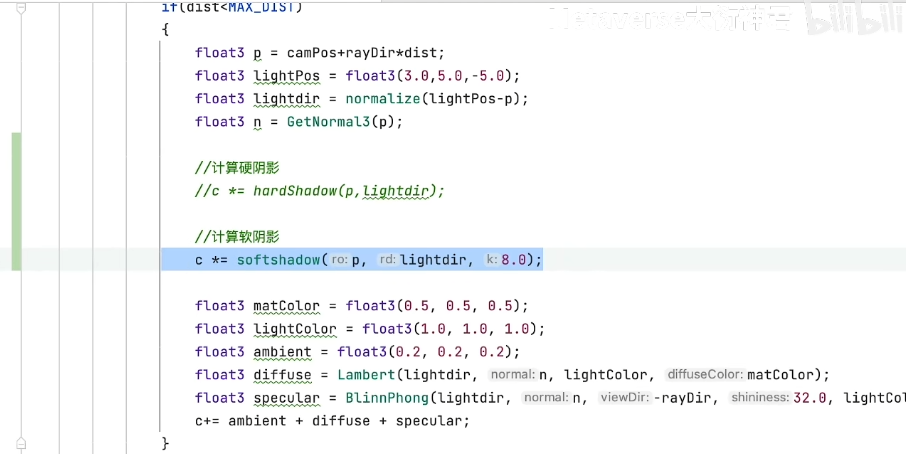 bilibili
if(dist<MAX_DIST)
{
float3 p = camPos+rayDir*dist;
float3 lightPos = float3(3.0,5.0,-5.0);
float3 lightdir = normalize(lightPos-p);
float3 n = GetNormal3(p);
//计算硬阴影
//c *= hardShadow(p,lightdir);
//计算软阴影
c *= softshadow( ro: p, rd: lightdir, k: 8.0);
float3 matColor = float3(0.5, 0.5, 0.5);
float3 lightColor = float3(1.0, 1.0, 1.0);
float3 ambient = float3(0.2, 0.2, 0.2);
float3 diffuse = Lambert(lightdir, normal: n, lightColor, diffuseColor: matColor);
float3 specular = BlinnPhong(lightdir, normal: n, viewDir: -rayDir, shininess: 32.0, lightCol
c+= ambient + diffuse + specular;
}